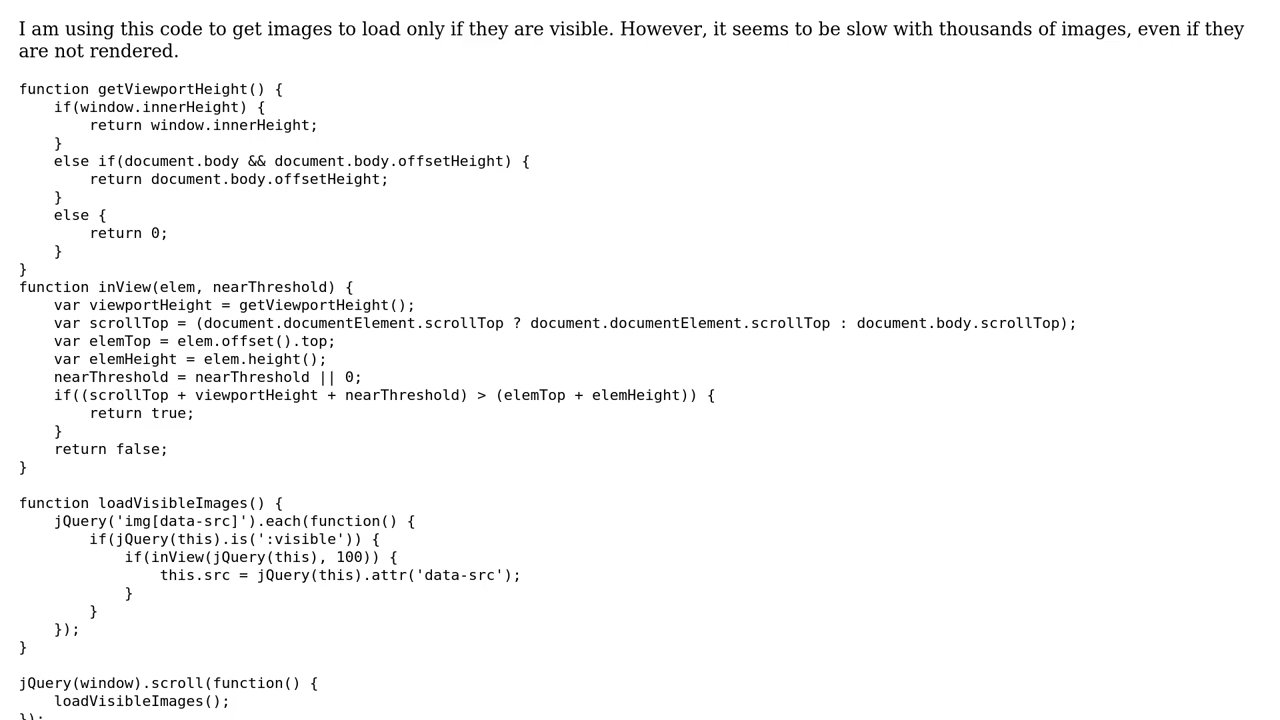 I am using this code to get images to load only if they are visible. However, it seems to be slow with thousands of images, even if they
are not rendered.
function getViewportHeight() {
    if(window.innerHeight) {
        return window.innerHeight;
    }
    else if(document.body && document.body.offsetHeight) {
        return document.body.offsetHeight;
    }
    else {
        return 0;
    }
}
function inView(elem, nearThreshold) {
    var viewportHeight = getViewportHeight();
    var scrollTop = (document.documentElement.scrollTop ? document.documentElement.scrollTop : document.body.scrollTop);
    var elemTop = elem.offset().top;
    var elemHeight = elem.height();
    nearThreshold = nearThreshold || 0;
    if((scrollTop + viewportHeight + nearThreshold) > (elemTop + elemHeight)) {
        return true;
    }
    return false;
}

function loadVisibleImages() {
    jQuery('img[data-src]').each(function() {
        if(jQuery(this).is(':visible')) {
            if(inView(jQuery(this), 100)) {
                this.src = jQuery(this).attr('data-src');
            }
        }
    });
}

jQuery(window).scroll(function() {
    loadVisibleImages();
});